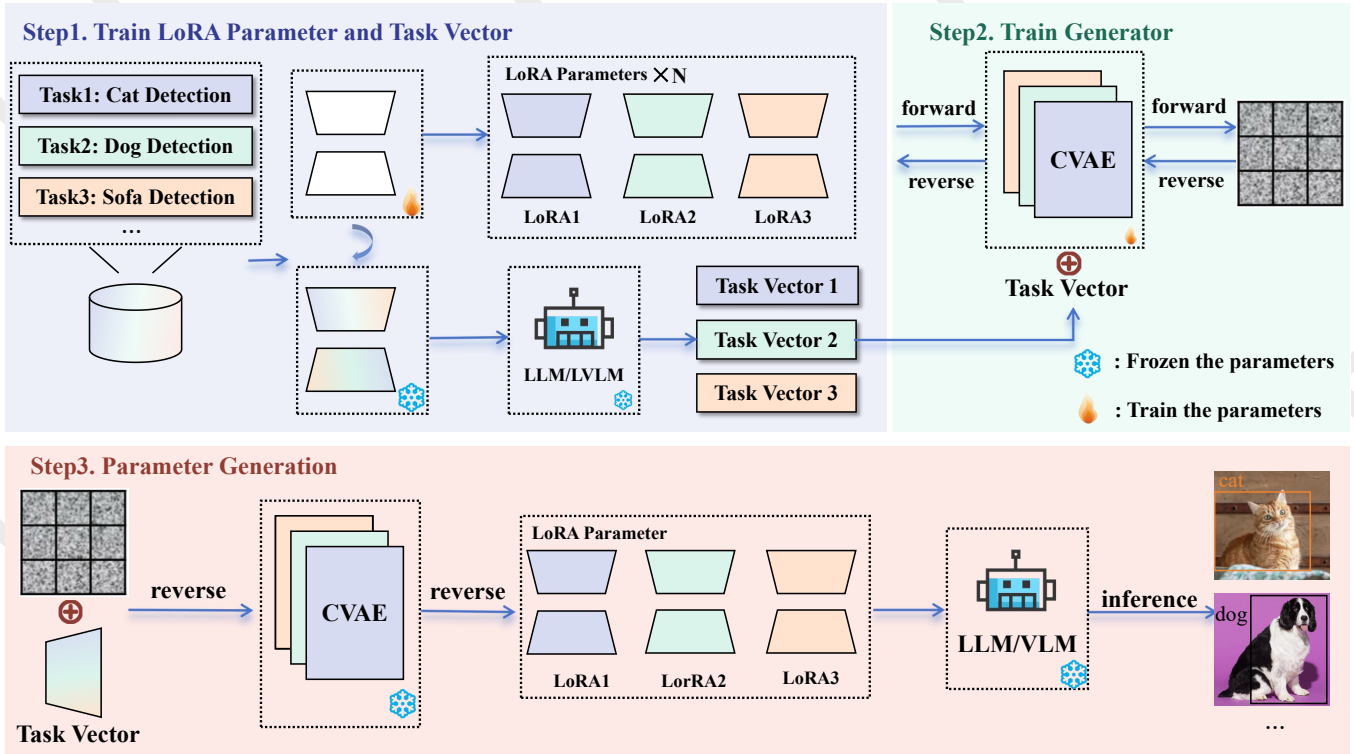 Step1. Train LoRA Parameter and Task Vector
Task1: Cat Detection
Task2: Dog Detection
Task3: Sofa Detection
...
LoRA Parameters ×N
LoRA1
LoRA2
LoRA3
LLM/LVLM
Task Vector 1
Task Vector 2
Task Vector 3
Step2. Train Generator
forward
reverse
CVAE
forward
reverse
Task Vector
: Frozen the parameters
: Train the parameters
Step3. Parameter Generation
Task Vector
reverse
CVAE
reverse
LoRA Parameter
LoRA1
LorRA2
LoRA3
LLM/VLM
inference
cat
dog
...